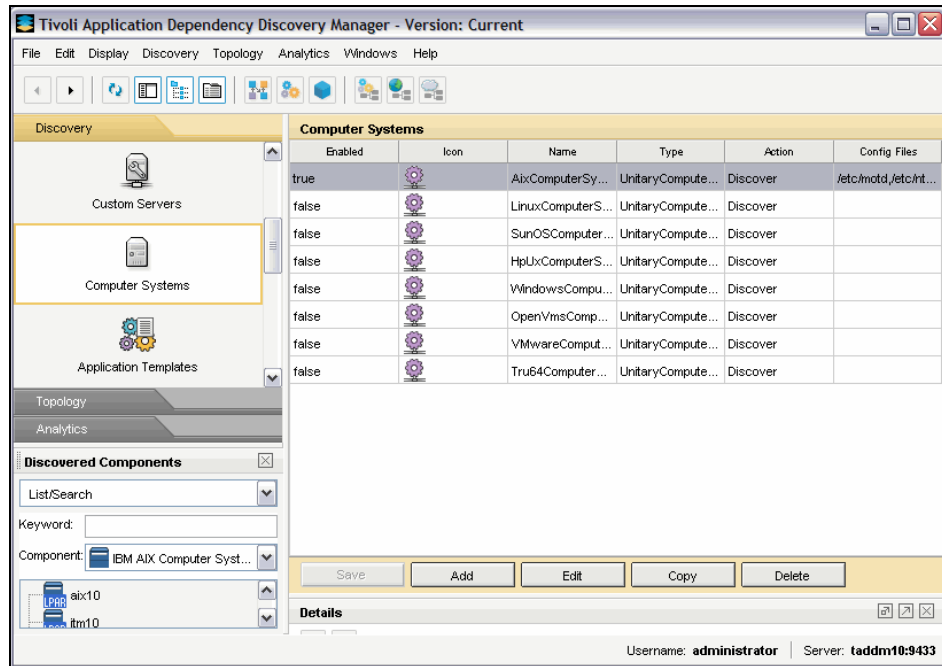 Tivoli Application Dependency Discovery Manager - Version: Current
File Edit Display Discovery Topology Analytics Windows Help
Discovery
Custom Servers
Computer Systems
Application Templates
Topology
Analytics
Discovered Components
List/Search
Keyword:
Component: IBM AIX Computer Syst...
LPAR aix10
LPAR itm10
Computer Systems
Enabled Icon Name Type Action Config Files
true AixComputerSy... UnitaryCompute... Discover /etc/motd,/etc/nt...
false LinuxComputerS... UnitaryCompute... Discover
false SunOSComputer... UnitaryCompute... Discover
false HpUxComputerS... UnitaryCompute... Discover
false WindowsCompu... UnitaryCompute... Discover
false OpenVmsComp... UnitaryCompute... Discover
false VMwareComput... UnitaryCompute... Discover
false Tru64Computer... UnitaryCompute... Discover
Save Add Edit Copy Delete
Details
Username: administrator Server: taddm10:9433